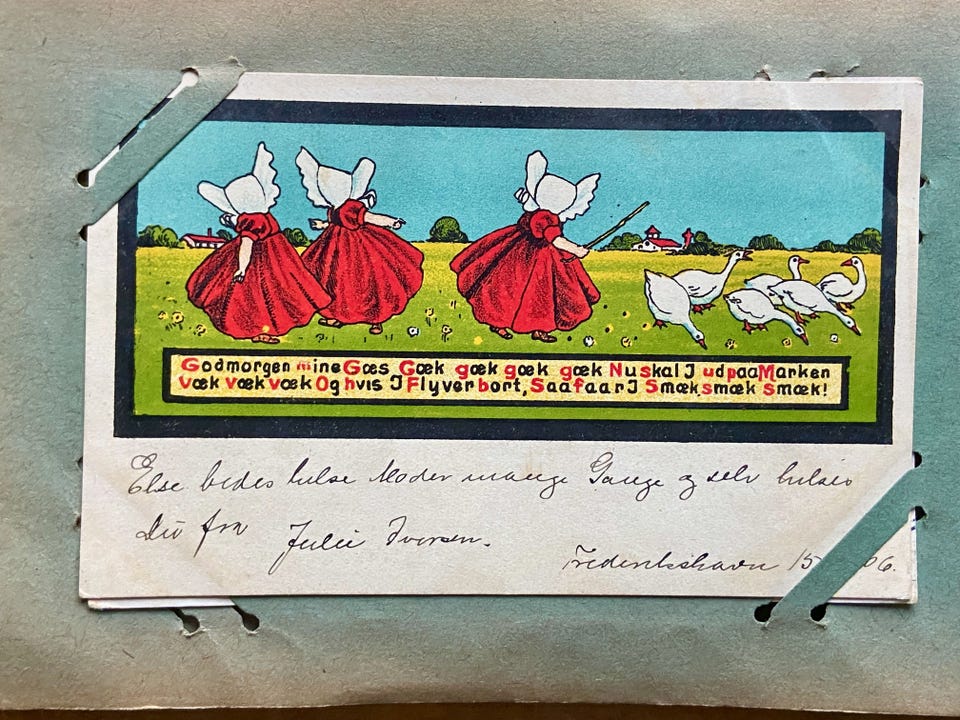 Godmorgen mine Gæs Gæk gæk gæk gæk Nu skal I ud paa Marken
væk væk væk Og hvis I Flyver bort, Saa faar I Smæk smæk smæk!
Else bedes hilse Moder mange Gange og selv hilses
Du fra Julie Iversen.
Frederikshavn 15 06.